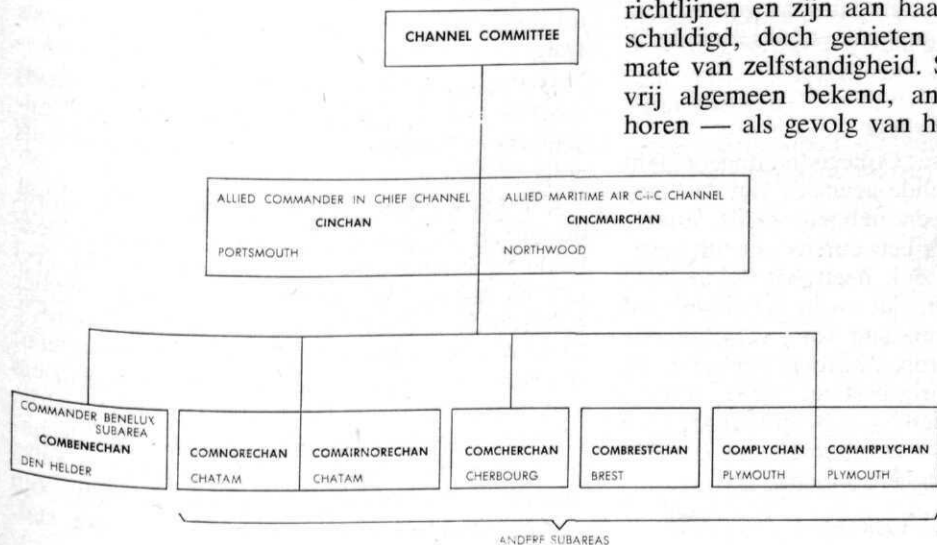 richtlijnen en zijn aan haa
schuldigd, doch genieten
mate van zelfstandigheid. S
vrij algemeen bekend, an
horen — als gevolg van h
CHANNEL COMMITTEE
ALLIED COMMANDER IN CHIEF CHANNEL
CINCHAN
PORTSMOUTH
ALLIED MARITIME AIR C-i-C CHANNEL
CINCMAIRCHAN
NORTHWOOD
COMMANDER BENELUX
SUBAREA
COMBENECHAN
DEN HELDER
COMNORECHAN
CHATAM
COMAIRNORECHAN
CHATAM
COMCHERCHAN
CHERBOURG
COMBRESTCHAN
BREST
COMPLYCHAN
PLYMOUTH
COMAIRPLYCHAN
PLYMOUTH
ANDERE SUBAREAS